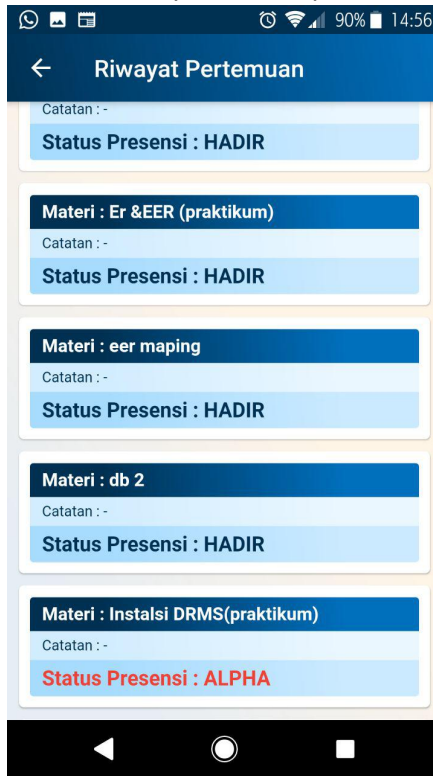 90% 14:56
Riwayat Pertemuan
Catatan : -
Status Presensi : HADIR
Materi : Er &EER (praktikum)
Catatan : -
Status Presensi : HADIR
Materi : eer maping
Catatan : -
Status Presensi : HADIR
Materi : db 2
Catatan : -
Status Presensi : HADIR
Materi : Instalsi DRMS(praktikum)
Catatan : -
Status Presensi : ALPHA